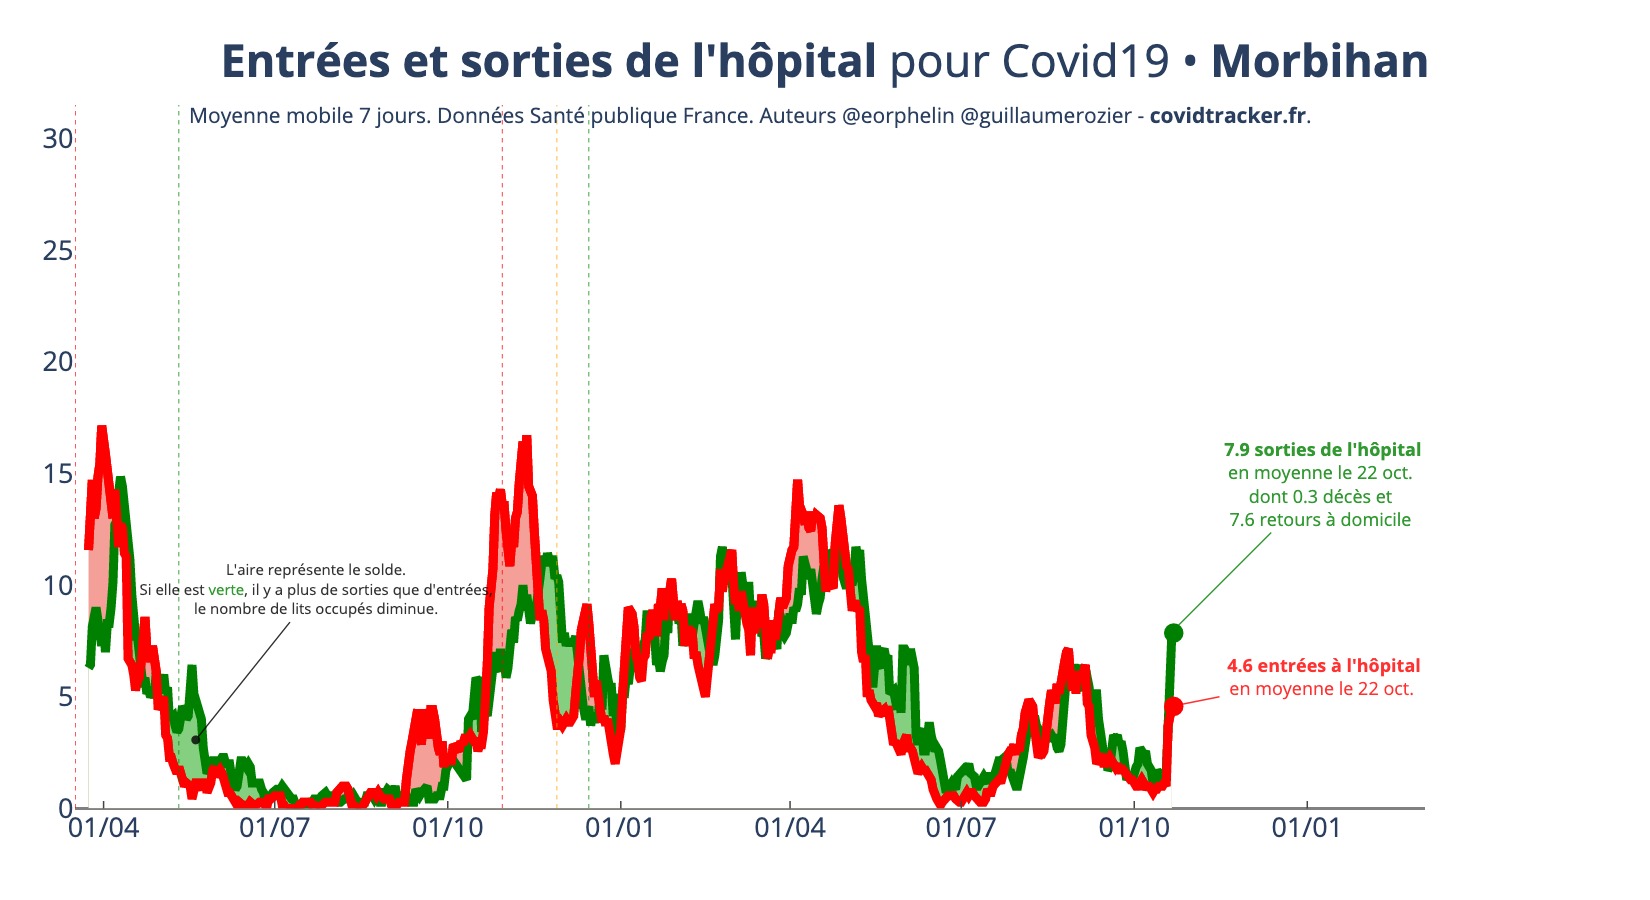 Entrées et sorties de l'hôpital pour Covid19 • Morbihan
Moyenne mobile 7 jours. Données Santé publique France. Auteurs @eorphelin @guillaumerozier - covidtracker.fr.
30
25
20
15
10
5
0
L'aire représente le solde.
Si elle est verte, il y a plus de sorties que d'entrées,
le nombre de lits occupés diminue.
7.9 sorties de l'hôpital
en moyenne le 22 oct.
dont 0.3 décès et
7.6 retours à domicile
4.6 entrées à l'hôpital
en moyenne le 22 oct.
01/04 01/07 01/10 01/01 01/04 01/07 01/10 01/01